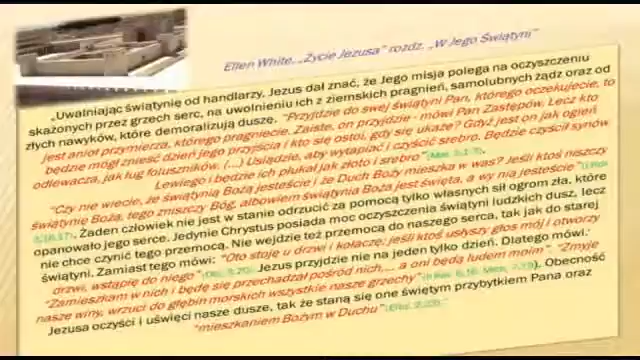 Ellen White, „Życie Jezusa" rozdz. „W Jego Świątyni"
„Uwalniając świątynię od handlarzy, Jezus dał znać, że Jego misja polega na oczyszczeniu
skażonych przez grzech serc, na uwolnieniu ich z ziemskich pragnień, samolubnych żądz oraz od
złych nawyków, które demoralizują duszę. "Przyjdzie do swej świątyni Pan, którego oczekujecie, to
jest anioł przymierza, którego pragniecie. Zaiste, on przyjdzie - mówi Pan Zastępów. Lecz kto
będzie mógł znieść dzień jego przyjścia i kto się ostoi, gdy się ukaże? Gdyż jest on jak ogień
odlewacza, jak ług foluszników. (...) Usiądzie, aby wytapiać i czyścić srebro. Będzie czyścił synów
Lewiego i będzie ich płukał jak złoto i srebro"
"Czy nie wiecie, że świątynią Bożą jesteście i że Duch Boży mieszka w was? Jeśli ktoś niszczy
świątynię Bożą, tego zniszczy Bóg, albowiem świątynia Boża jest święta, a wy nią jesteście"
Żaden człowiek nie jest w stanie odrzucić za pomocą tylko własnych sił ogrom zła, które
opanowało jego serce. Jedynie Chrystus posiada moc oczyszczenia świątyni ludzkich dusz, lecz
nie chce czynić tego przemocą. Nie wejdzie też przemocą do naszego serca, tak jak do starej
świątyni. Zamiast tego mówi: "Oto stoję u drzwi i kołaczę; jeśli ktoś usłyszy głos mój i otworzy
drzwi, wstąpię do niego" Jezus przyjdzie nie na jeden tylko dzień. Dlatego mówi:
"Zamieszkam w nich i będę się przechadzał pośród nich,... a oni będą ludem moim". "Zmyje
nasze winy, wrzuci do głębin morskich wszystkie nasze grzechy" Obecność
Jezusa oczyści i uświęci nasze dusze, tak że staną się one świętym przybytkiem Pana oraz
"mieszkaniem Bożym w Duchu"